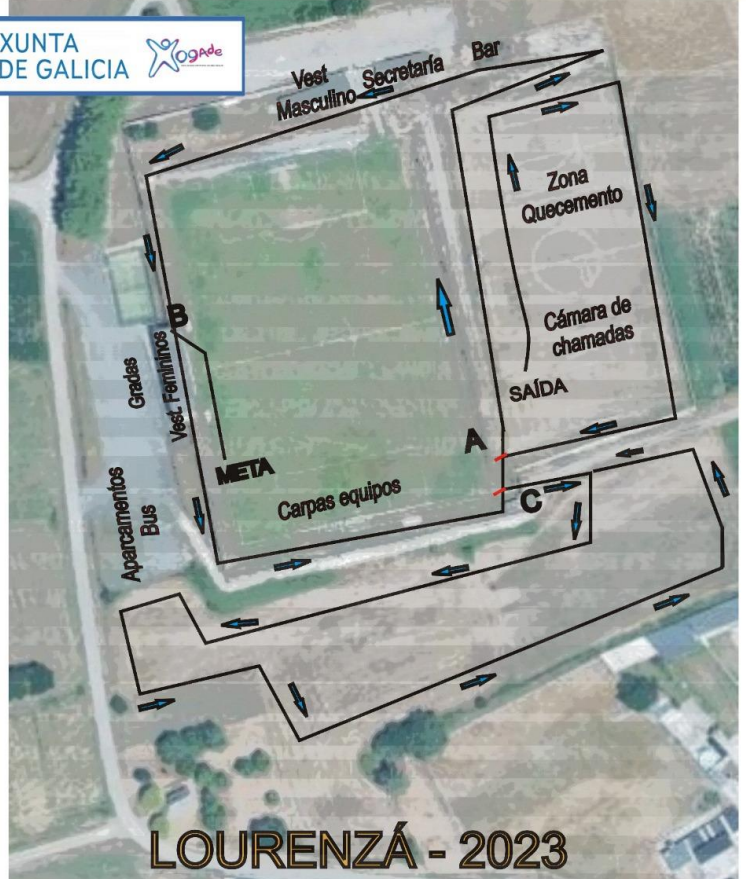 XUNTA
DE GALICIA
XOGADE
Vest
Masculino
Secretaría
Bar
Zona
Quecemento
Cámara de
chamadas
SAÍDA
B
Gradas
Vest. Femininos
META
A
Carpas equipos
C
Aparcamentos
Bus
LOURENZÁ - 2023